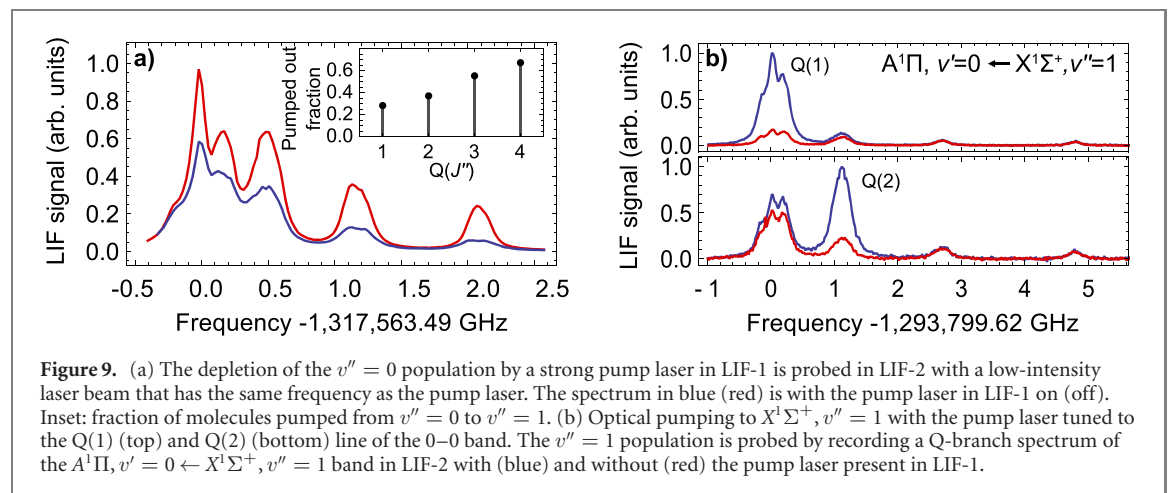 a)
LIF signal (arb. units)
1.0
0.8
0.6
0.4
0.2
0.0
-0.5 0.0 0.5 1.0 1.5 2.0 2.5
Frequency -1,317,563.49 GHz
Pumped out
fraction
0.6
0.4
0.2
0.0
1 2 3 4
Q(J″)
b)
LIF signal (arb. units)
1.0
0.5
0.0
Q(1)
A¹Π, v′=0 ← X¹Σ⁺,v″=1
1.0
0.5
0.0
Q(2)
-1 0 1 2 3 4 5
Frequency -1,293,799.62 GHz
Figure 9. (a) The depletion of the v″ = 0 population by a strong pump laser in LIF-1 is probed in LIF-2 with a low-intensity
laser beam that has the same frequency as the pump laser. The spectrum in blue (red) is with the pump laser in LIF-1 on (off).
Inset: fraction of molecules pumped from v″ = 0 to v″ = 1. (b) Optical pumping to X¹Σ⁺, v″ = 1 with the pump laser tuned to
the Q(1) (top) and Q(2) (bottom) line of the 0–0 band. The v″ = 1 population is probed by recording a Q-branch spectrum of
the A¹Π, v′ = 0 ← X¹Σ⁺, v″ = 1 band in LIF-2 with (blue) and without (red) the pump laser present in LIF-1.